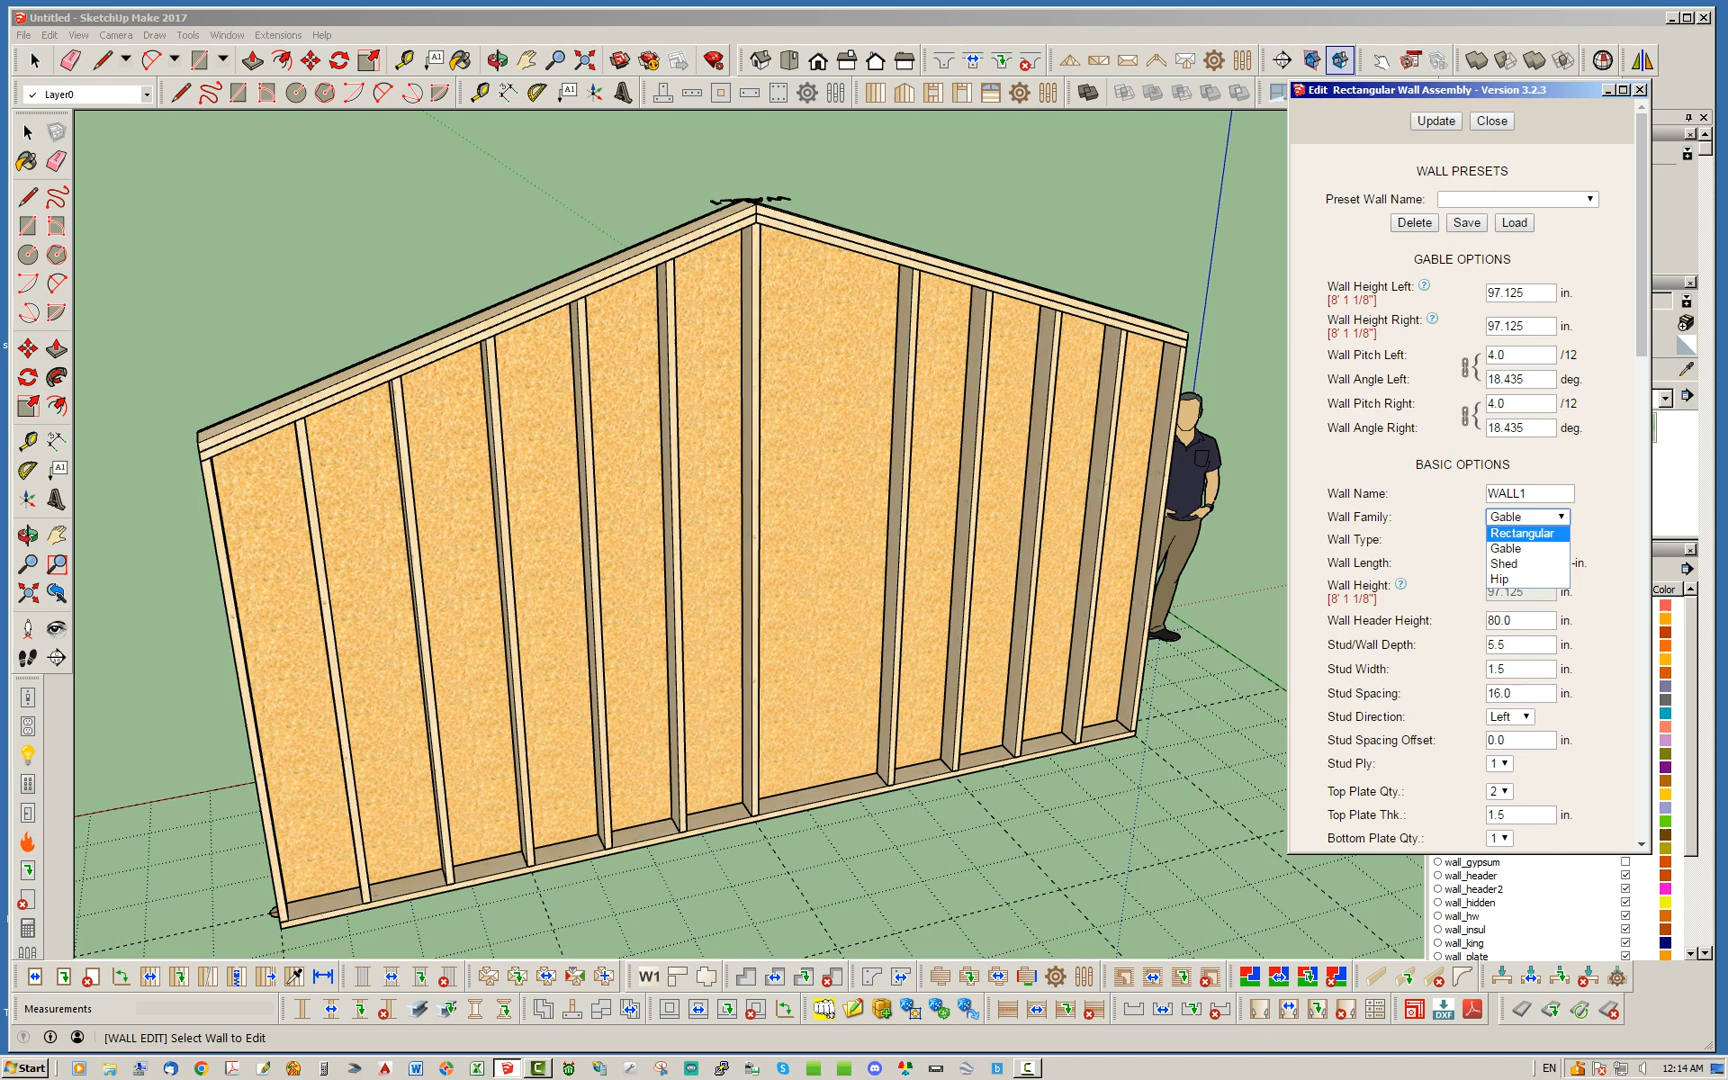 Untitled - SketchUp Make 2017
File Edit View Camera Draw Tools Window Extensions Help
Layer0
Edit Rectangular Wall Assembly - Version 3.2.3
Update Close
WALL PRESETS
Preset Wall Name:
Delete Save Load
GABLE OPTIONS
Wall Height Left: 97.125 in.
[8' 1 1/8"]
Wall Height Right: 97.125 in.
[8' 1 1/8"]
Wall Pitch Left: 4.0 /12
Wall Angle Left: 18.435 deg.
Wall Pitch Right: 4.0 /12
Wall Angle Right: 18.435 deg.
BASIC OPTIONS
Wall Name: WALL1
Wall Family: Gable
Rectangular
Wall Type:
Gable
Wall Length: Shed -in.
Hip
Wall Height: 97.125 in.
[8' 1 1/8"]
Wall Header Height: 80.0 in.
Stud/Wall Depth: 5.5 in.
Stud Width: 1.5 in.
Stud Spacing: 16.0 in.
Stud Direction: Left
Stud Spacing Offset: 0.0 in.
Stud Ply: 1
Top Plate Qty.: 2
Top Plate Thk.: 1.5 in.
Bottom Plate Qty.: 1
Color
wall_gypsum
wall_header
wall_header2
wall_hidden
wall_hw
wall_insul
wall_king
wall_plate
A1
A1
W1
DXF
Measurements
[WALL EDIT] Select Wall to Edit
Start
EN
12:14 AM